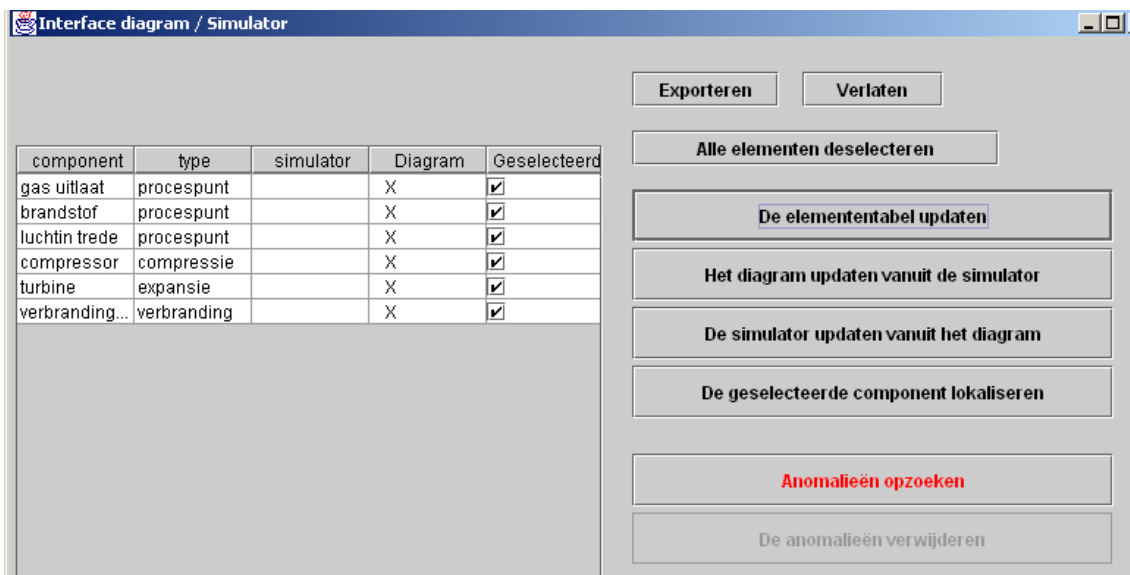 Interface diagram / Simulator
Exporteren Verlaten
Alle elementen deselecteren
component type simulator Diagram Geselecteerd
gas uitlaat procespunt X
brandstof procespunt X
luchtin trede procespunt X
compressor compressie X
turbine expansie X
verbranding... verbranding X
De elemententabel updaten
Het diagram updaten vanuit de simulator
De simulator updaten vanuit het diagram
De geselecteerde component lokaliseren
Anomalieën opzoeken
De anomalieën verwijderen